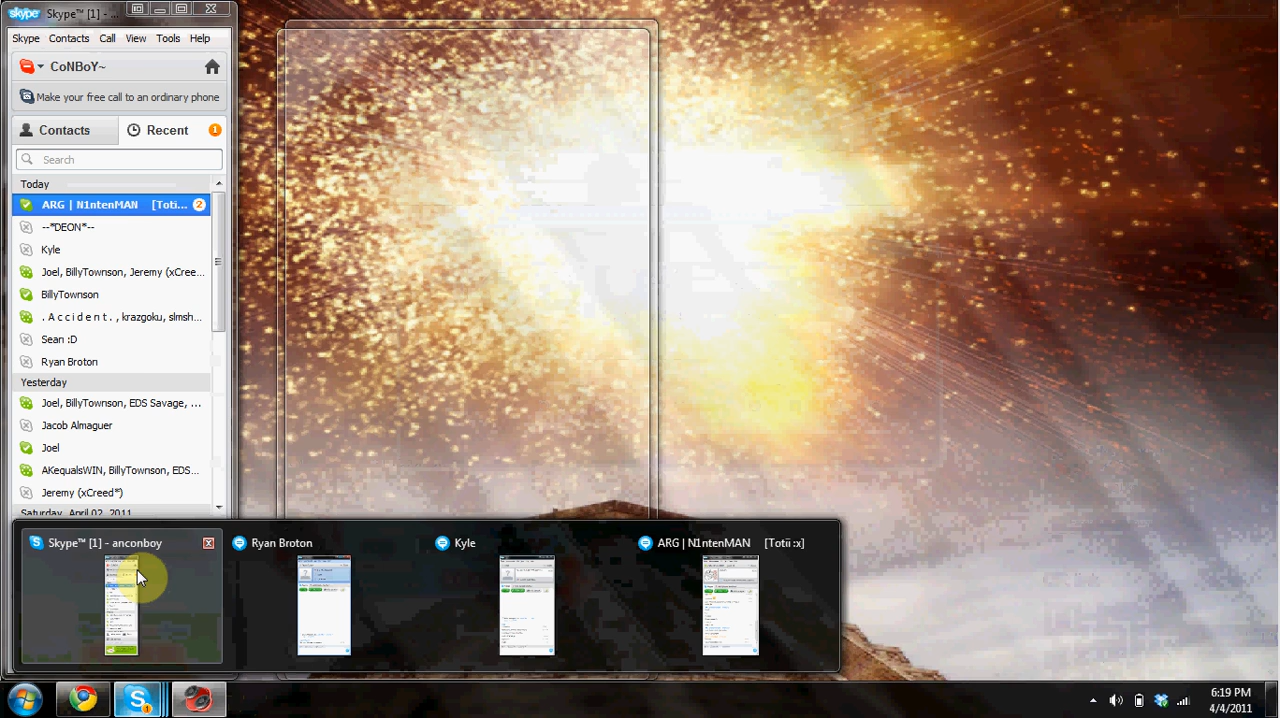 Skype™ [1] - ...
Skype Contacts Call View Tools Help
CoNBoY~
Make your free call to an ordinary phone
Contacts Recent 1
Search
Today
ARG | N1ntenMAN [Totii... 2
--*DEON*--
Kyle
Joel, BillyTownson, Jeremy (xCree...
BillyTownson
. A c c i d e n t . , krazgoku, slmsh...
Sean :D
Ryan Broton
Yesterday
Joel, BillyTownson, EDS Savage, ...
Jacob Almaguer
Joel
AKequalsWIN, BillyTownson, EDS...
Jeremy (xCreed*)
Saturday, April 02, 2011
Skype™ [1] - anconboy
Ryan Broton
Kyle
ARG | N1ntenMAN [Totii :x]
6:19 PM
4/4/2011